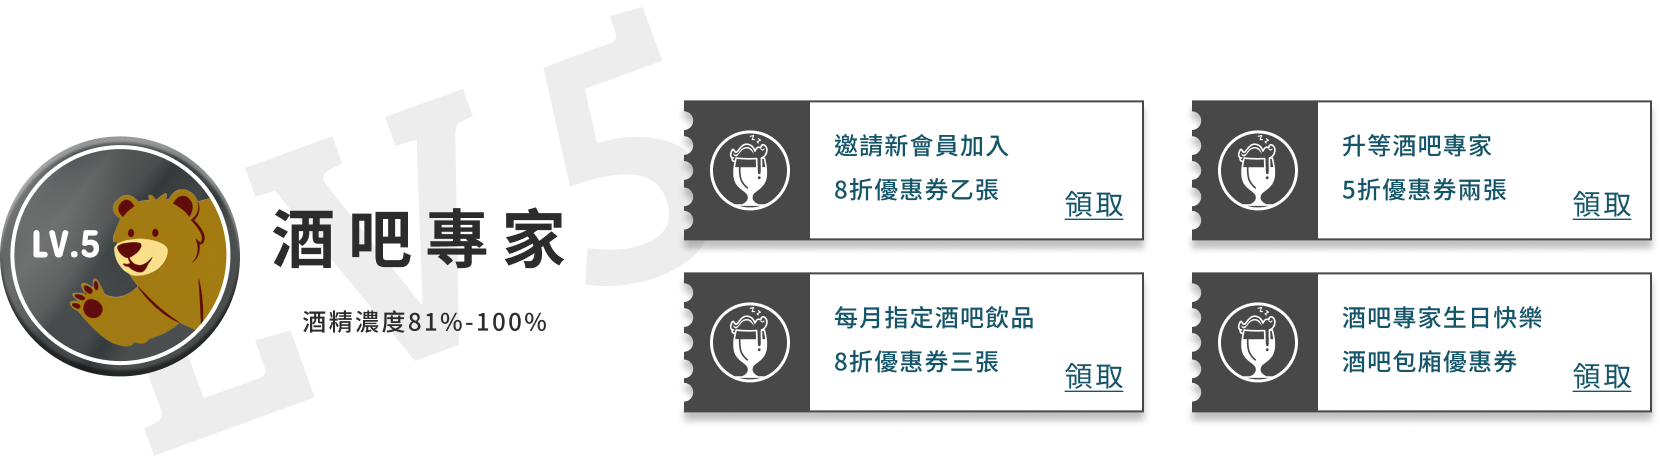 LV5
LV.5
酒吧專家
酒精濃度81%-100%
邀請新會員加入
8折優惠券乙張
領取
升等酒吧專家
5折優惠券兩張
領取
每月指定酒吧飲品
8折優惠券三張
領取
酒吧專家生日快樂
酒吧包廂優惠券
領取